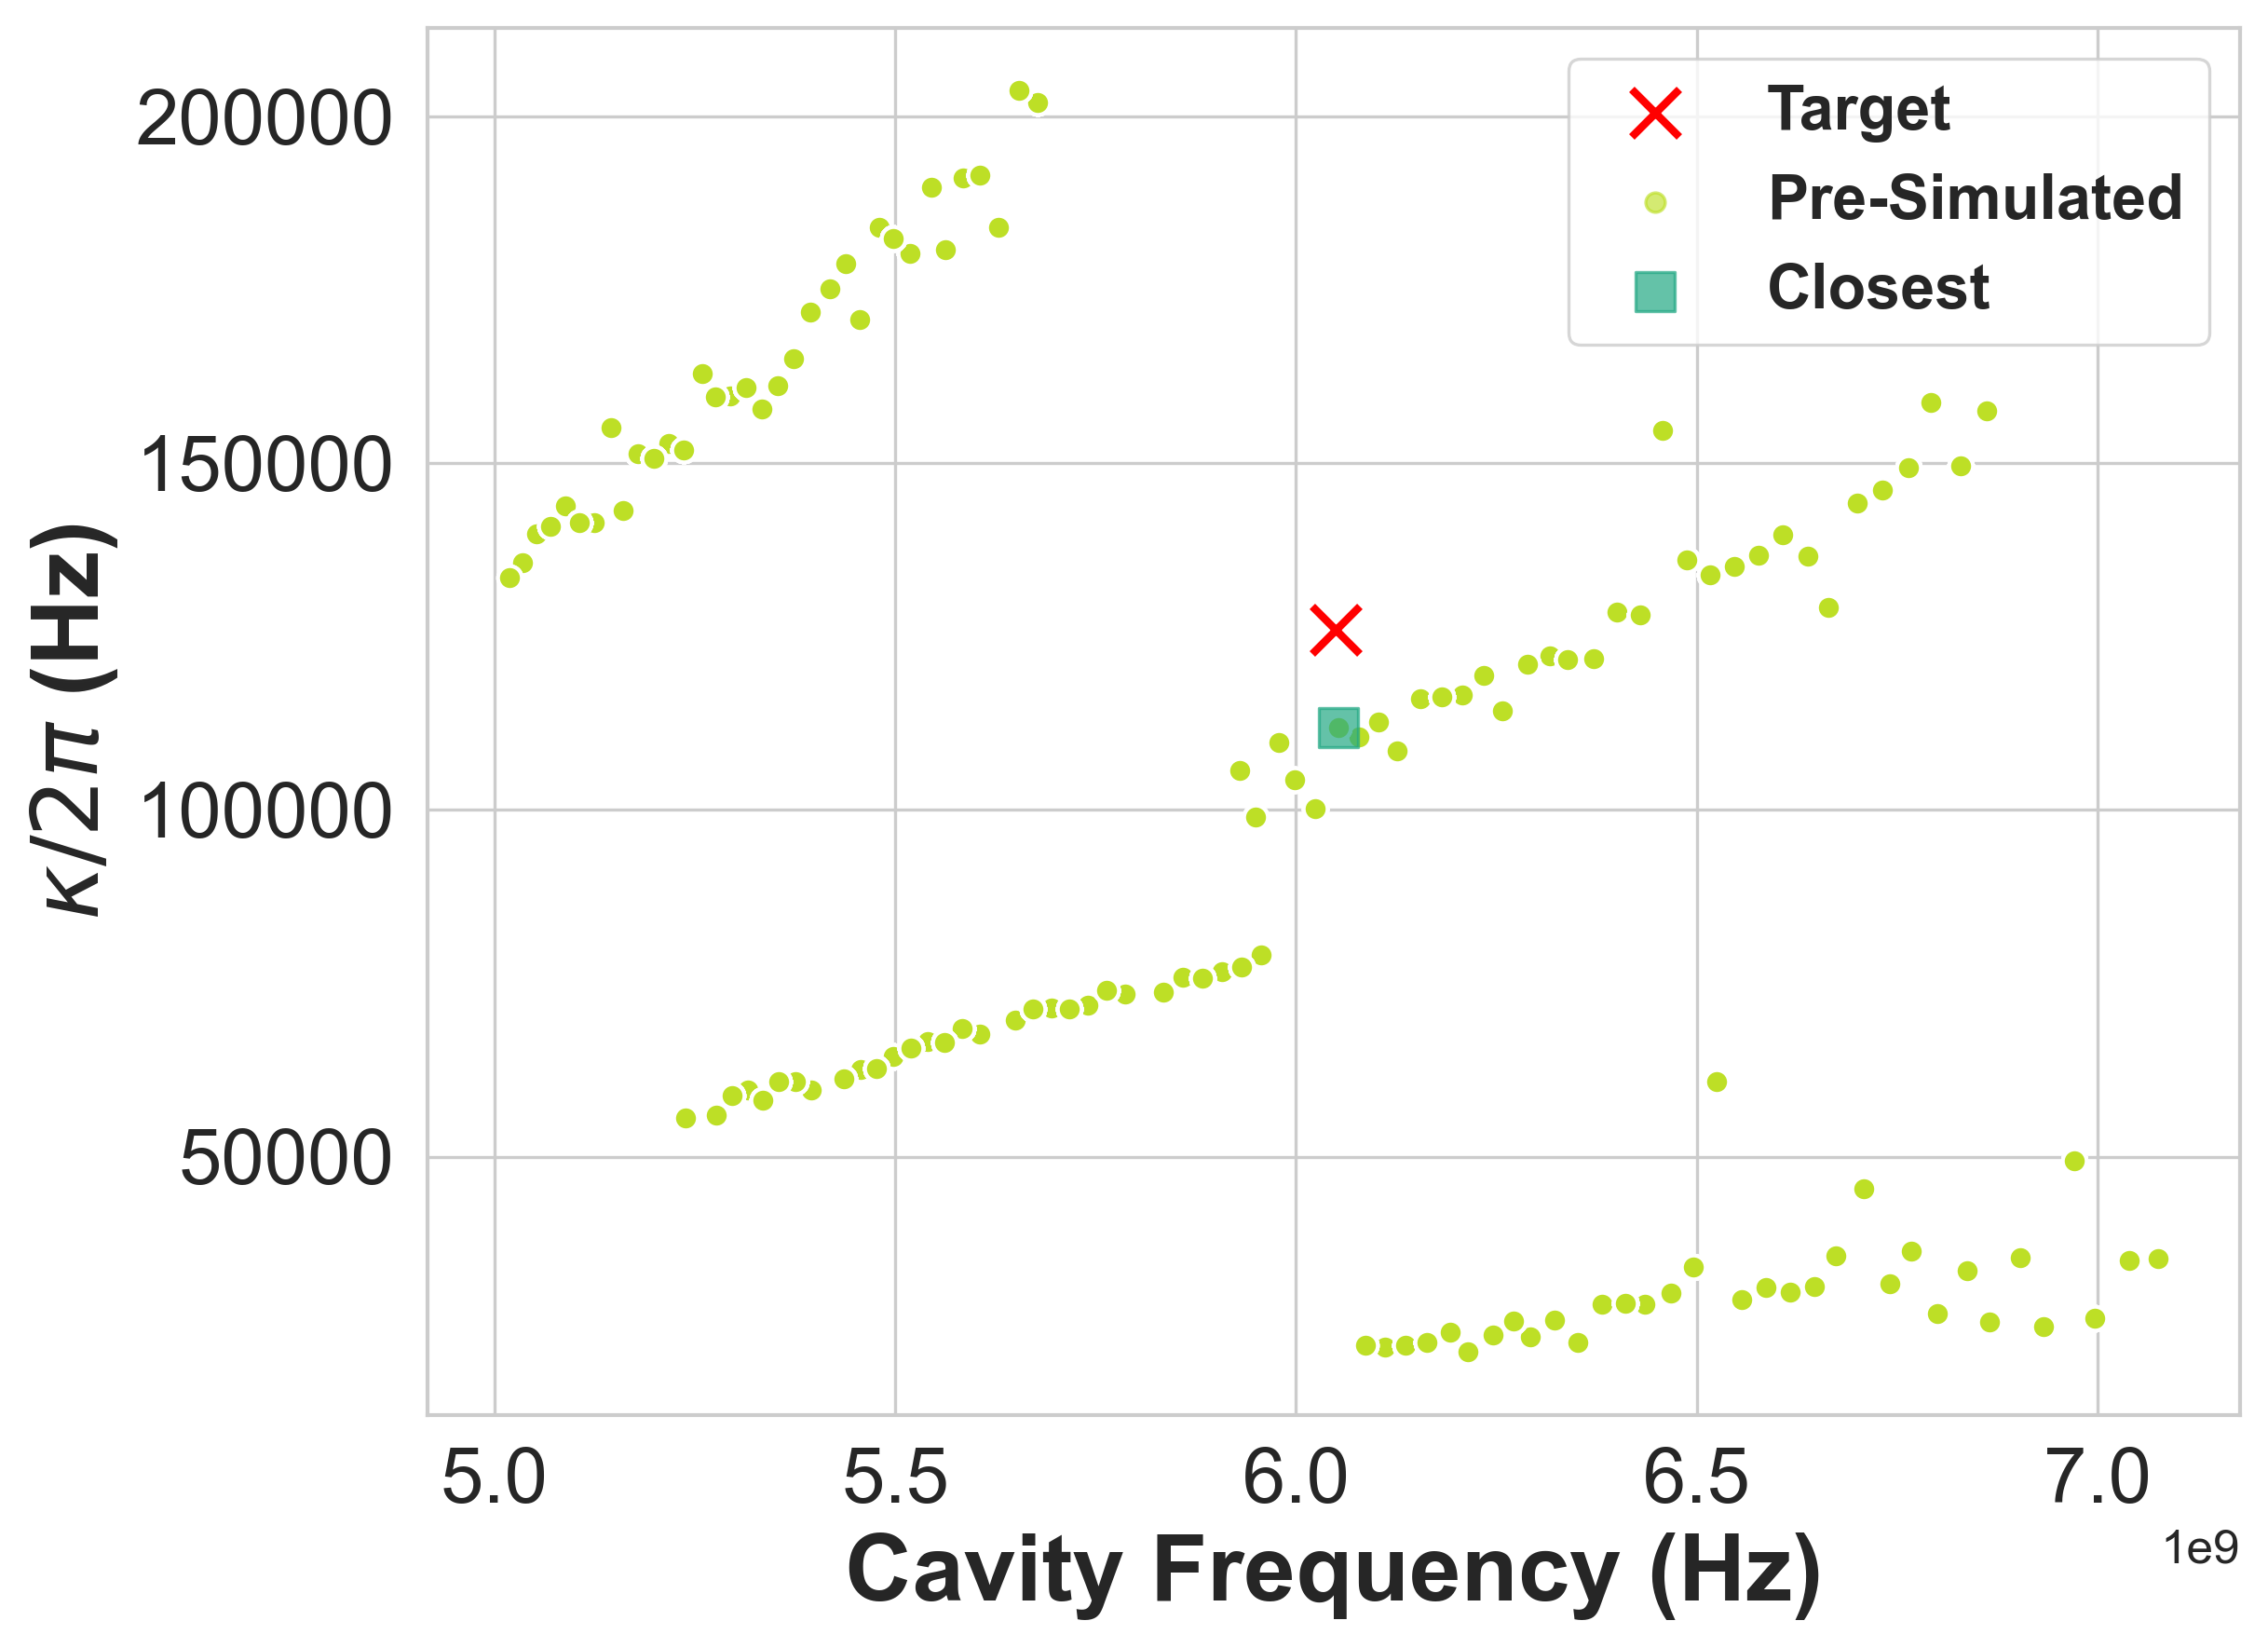 200000
150000
100000
50000
κ/2π (Hz)
Target
Pre-Simulated
Closest
5.0 5.5 6.0 6.5 7.0
1e9
Cavity Frequency (Hz)